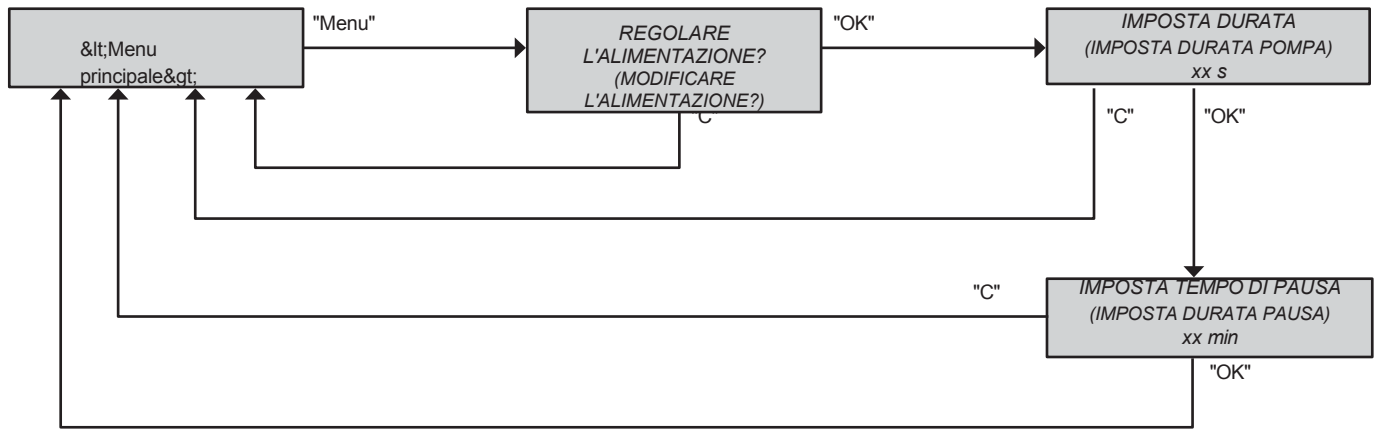 &lt;Menu
principale&gt;
"Menu"
REGOLARE
L'ALIMENTAZIONE?
(MODIFICARE
L'ALIMENTAZIONE?)
"OK"
IMPOSTA DURATA
(IMPOSTA DURATA POMPA)
xx s
"C"
"C"
"OK"
"C"
IMPOSTA TEMPO DI PAUSA
(IMPOSTA DURATA PAUSA)
xx min
"OK"